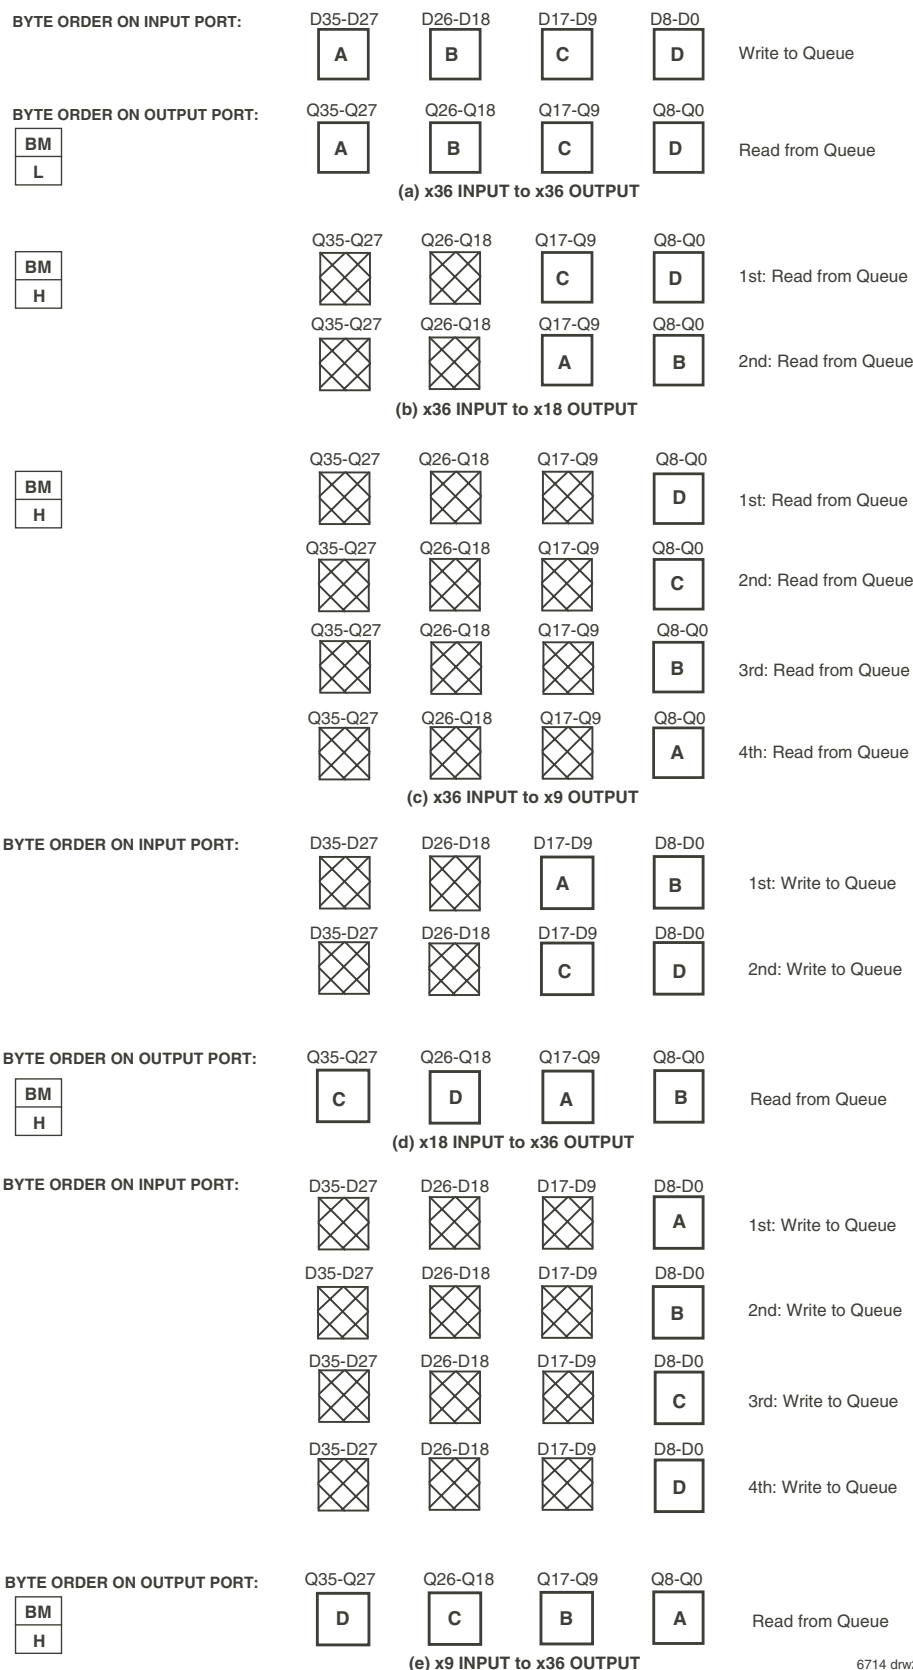 BYTE ORDER ON INPUT PORT: D35-D27 D26-D18 D17-D9 D8-D0
A B C D Write to Queue
BYTE ORDER ON OUTPUT PORT: Q35-Q27 Q26-Q18 Q17-Q9 Q8-Q0
BM
L
A B C D Read from Queue
(a) x36 INPUT to x36 OUTPUT
Q35-Q27 Q26-Q18 Q17-Q9 Q8-Q0
BM
H
C D 1st: Read from Queue
Q35-Q27 Q26-Q18 Q17-Q9 Q8-Q0
A B 2nd: Read from Queue
(b) x36 INPUT to x18 OUTPUT
Q35-Q27 Q26-Q18 Q17-Q9 Q8-Q0
BM
H
D 1st: Read from Queue
Q35-Q27 Q26-Q18 Q17-Q9 Q8-Q0
C 2nd: Read from Queue
Q35-Q27 Q26-Q18 Q17-Q9 Q8-Q0
B 3rd: Read from Queue
Q35-Q27 Q26-Q18 Q17-Q9 Q8-Q0
A 4th: Read from Queue
(c) x36 INPUT to x9 OUTPUT
BYTE ORDER ON INPUT PORT: D35-D27 D26-D18 D17-D9 D8-D0
A B 1st: Write to Queue
D35-D27 D26-D18 D17-D9 D8-D0
C D 2nd: Write to Queue
BYTE ORDER ON OUTPUT PORT: Q35-Q27 Q26-Q18 Q17-Q9 Q8-Q0
BM
H
C D A B Read from Queue
(d) x18 INPUT to x36 OUTPUT
BYTE ORDER ON INPUT PORT: D35-D27 D26-D18 D17-D9 D8-D0
A 1st: Write to Queue
D35-D27 D26-D18 D17-D9 D8-D0
B 2nd: Write to Queue
D35-D27 D26-D18 D17-D9 D8-D0
C 3rd: Write to Queue
D35-D27 D26-D18 D17-D9 D8-D0
D 4th: Write to Queue
BYTE ORDER ON OUTPUT PORT: Q35-Q27 Q26-Q18 Q17-Q9 Q8-Q0
BM
H
D C B A Read from Queue
(e) x9 INPUT to x36 OUTPUT
6714